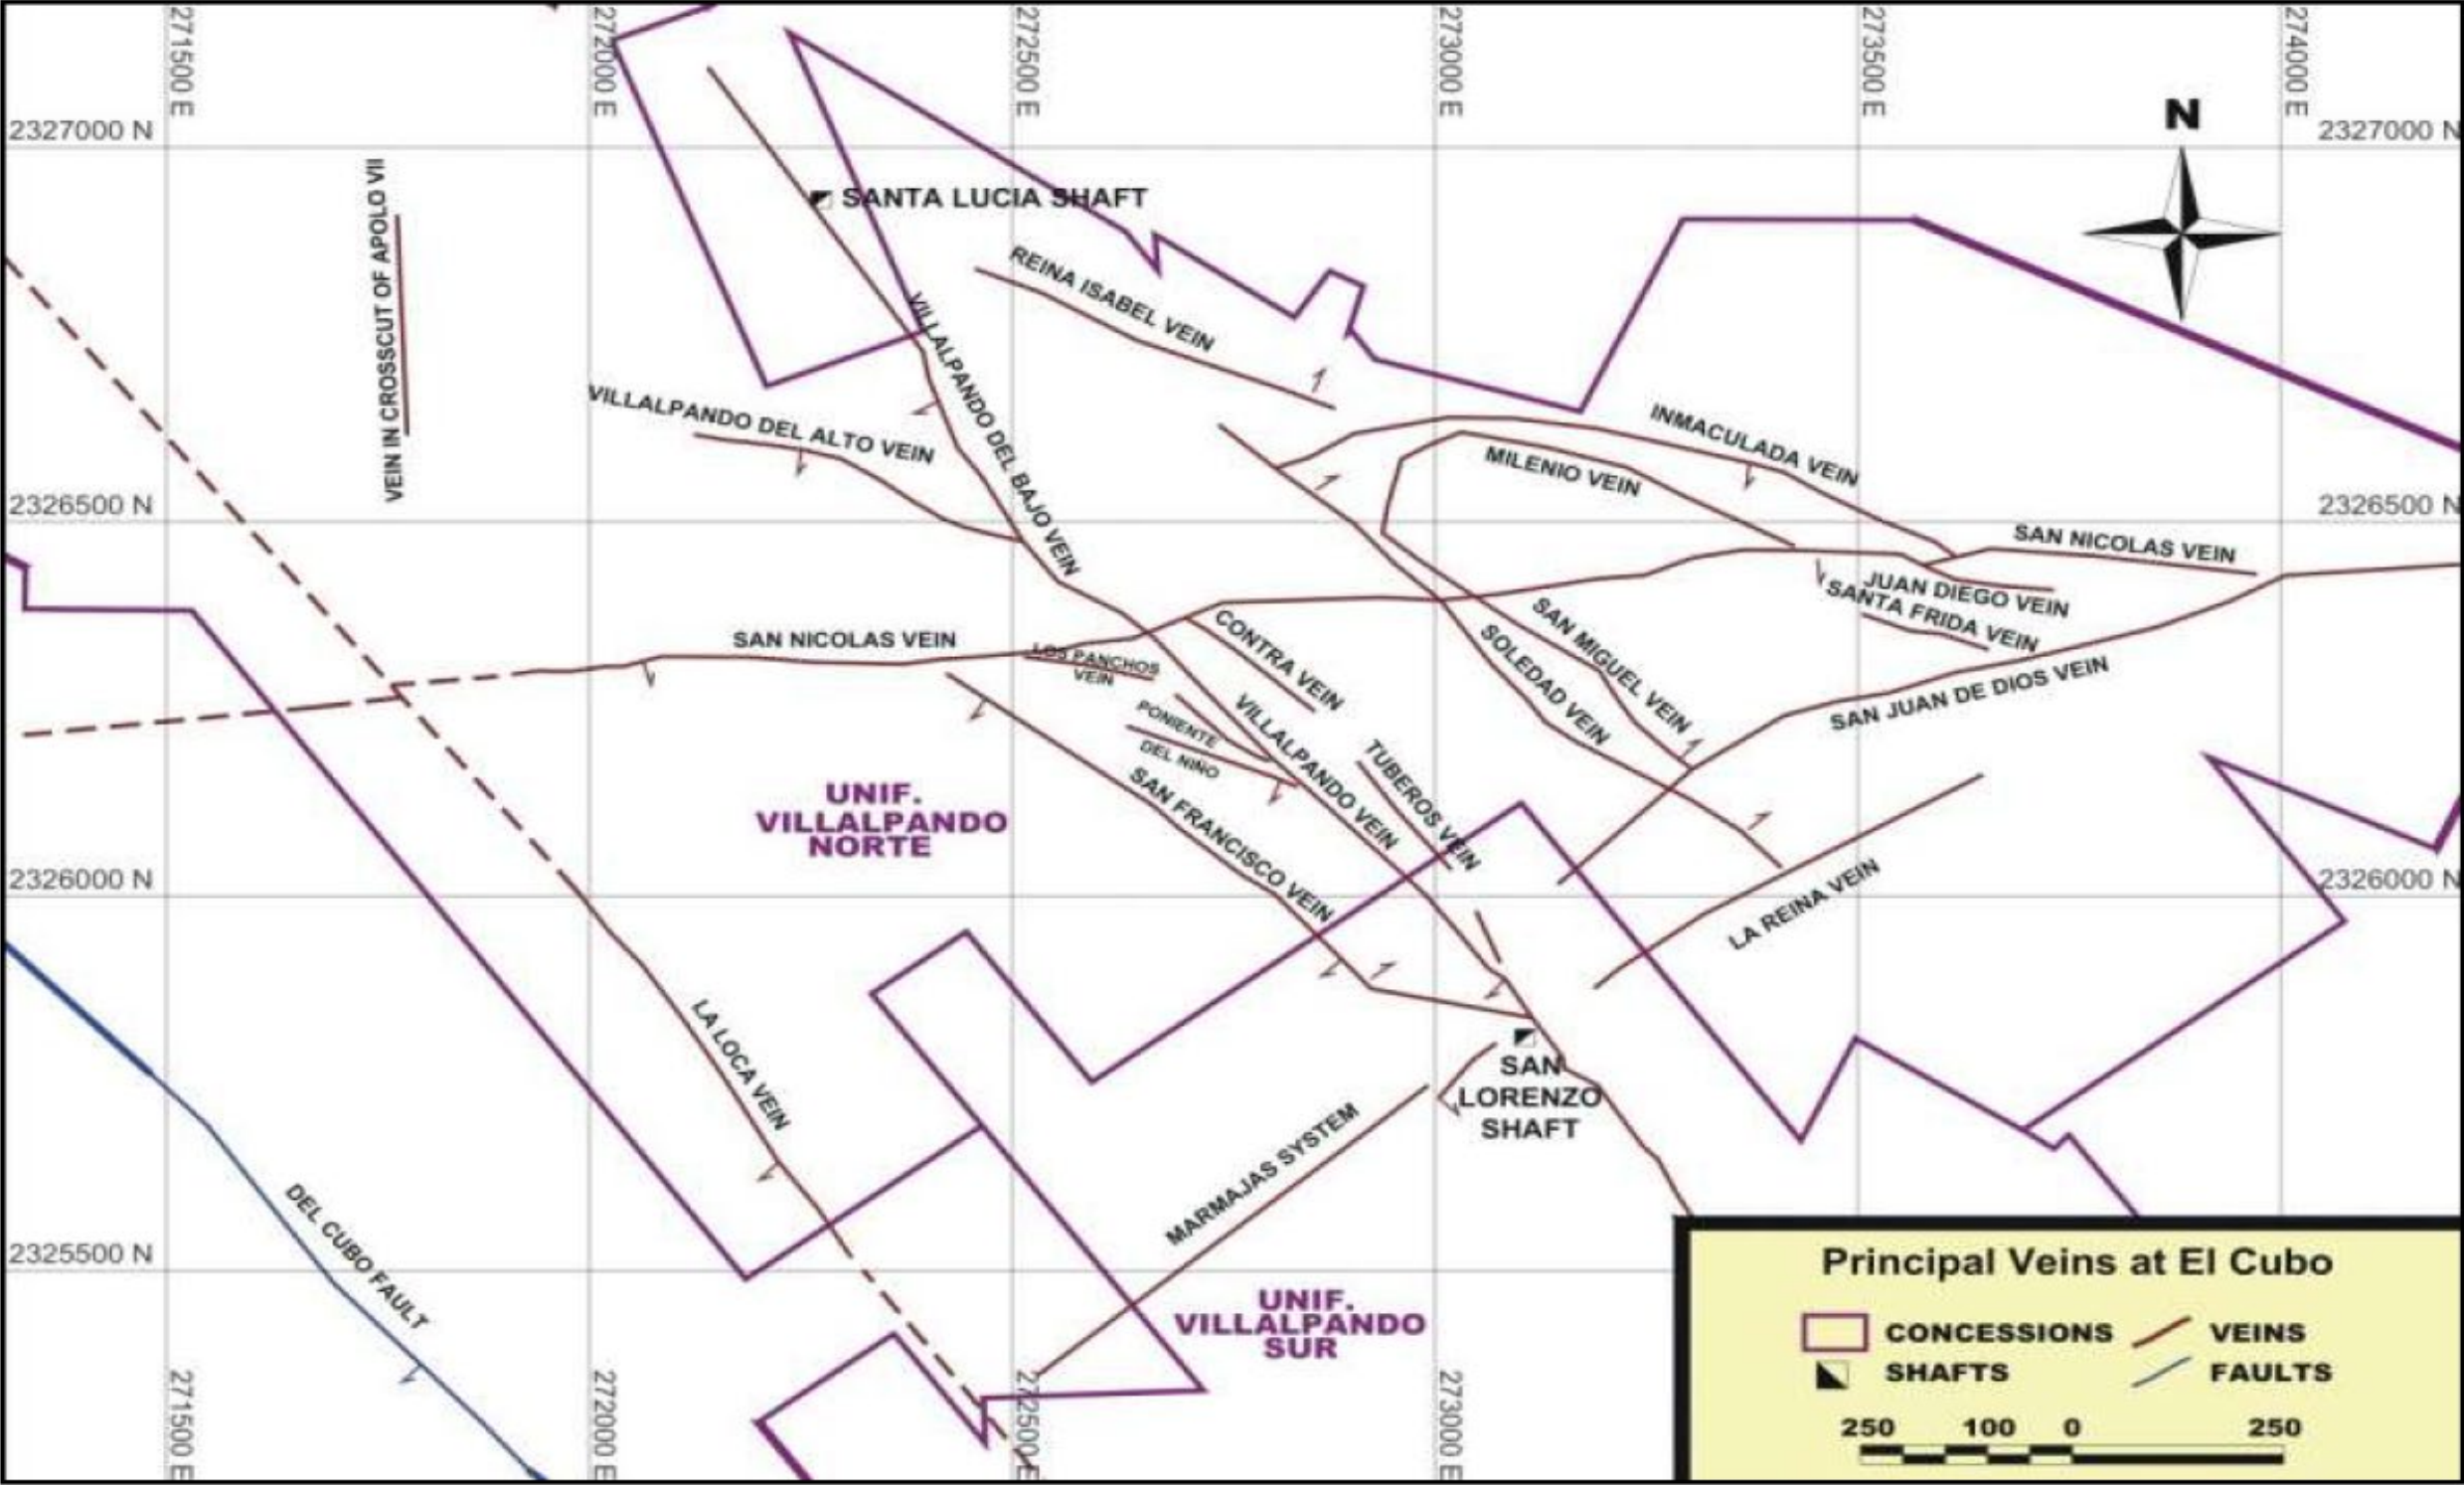 271500 E
272000 E
272500 E
273000 E
273500 E
274000 E
N
2327000 N
2327000 N
VEIN IN CROSSCUT OF APOLO VII
SANTA LUCIA SHAFT
REINA ISABEL VEIN
VILLALPANDO DEL BAJO VEIN
VILLALPANDO DEL ALTO VEIN
INMACULADA VEIN
MILENIO VEIN
2326500 N
2326500 N
SAN NICOLAS VEIN
JUAN DIEGO VEIN
SANTA FRIDA VEIN
SAN NICOLAS VEIN
LOS PANCHOS
VEIN
CONTRA VEIN
SAN MIGUEL VEIN
SOLEDAD VEIN
SAN JUAN DE DIOS VEIN
PONIENTE
DEL NIÑO
VILLALPANDO VEIN
TUBEROS VEIN
SAN FRANCISCO VEIN
UNIF.
VILLALPANDO
NORTE
2326000 N
2326000 N
LA REINA VEIN
LA LOCA VEIN
SAN
LORENZO
SHAFT
MARMAJAS SYSTEM
DEL CUBO FAULT
2325500 N
UNIF.
VILLALPANDO
SUR
Principal Veins at El Cubo
CONCESSIONS
VEINS
SHAFTS
FAULTS
250 100 0 250
271500 E
272000 E
272500 E
273000 E